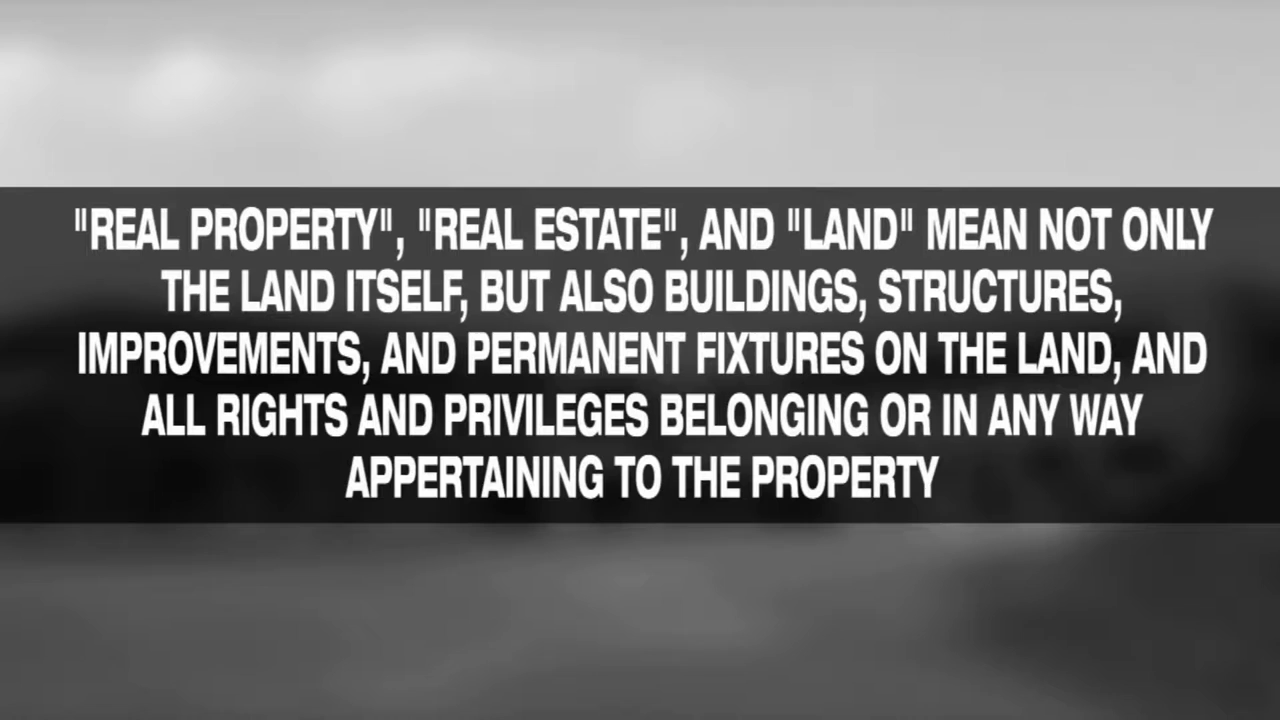 "REAL PROPERTY", "REAL ESTATE", AND "LAND" MEAN NOT ONLY
THE LAND ITSELF, BUT ALSO BUILDINGS, STRUCTURES,
IMPROVEMENTS, AND PERMANENT FIXTURES ON THE LAND, AND
ALL RIGHTS AND PRIVILEGES BELONGING OR IN ANY WAY
APPERTAINING TO THE PROPERTY